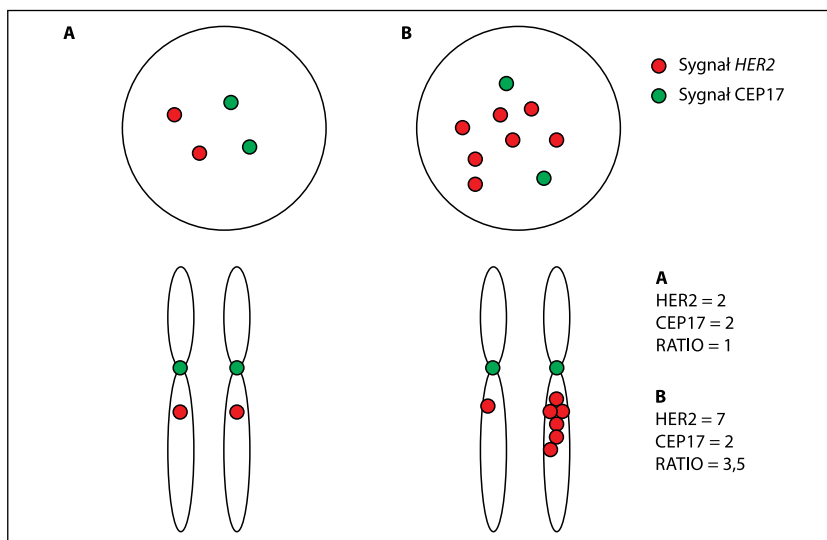 A
B
Sygnał HER2
Sygnał CEP17
A
HER2 = 2
CEP17 = 2
RATIO = 1
B
HER2 = 7
CEP17 = 2
RATIO = 3,5